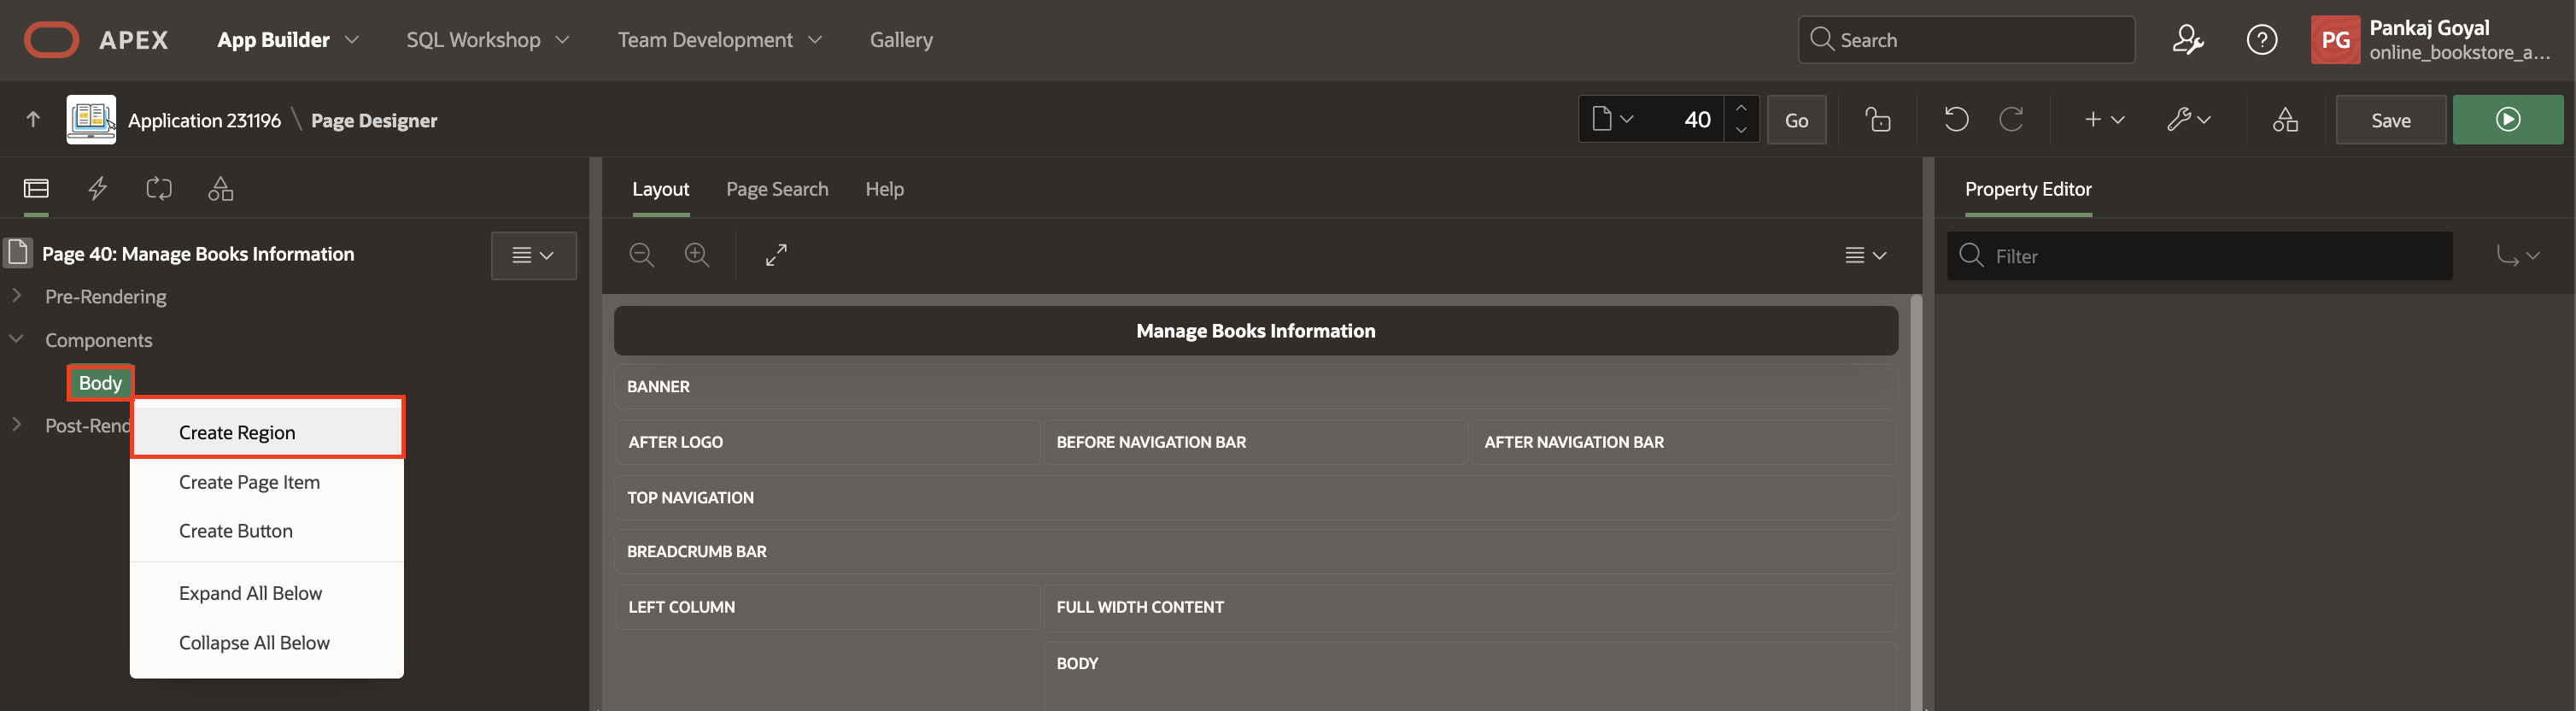 APEX App Builder SQL Workshop Team Development Gallery Search PG Pankaj Goyal
online_bookstore_a...
Application 231196 \ Page Designer 40 Go Save
Layout Page Search Help Property Editor
Page 40: Manage Books Information Filter
Pre-Rendering
Components
Body
Create Region
Create Page Item
Create Button
Expand All Below
Collapse All Below
Manage Books Information
BANNER
AFTER LOGO BEFORE NAVIGATION BAR AFTER NAVIGATION BAR
TOP NAVIGATION
BREADCRUMB BAR
LEFT COLUMN FULL WIDTH CONTENT
BODY